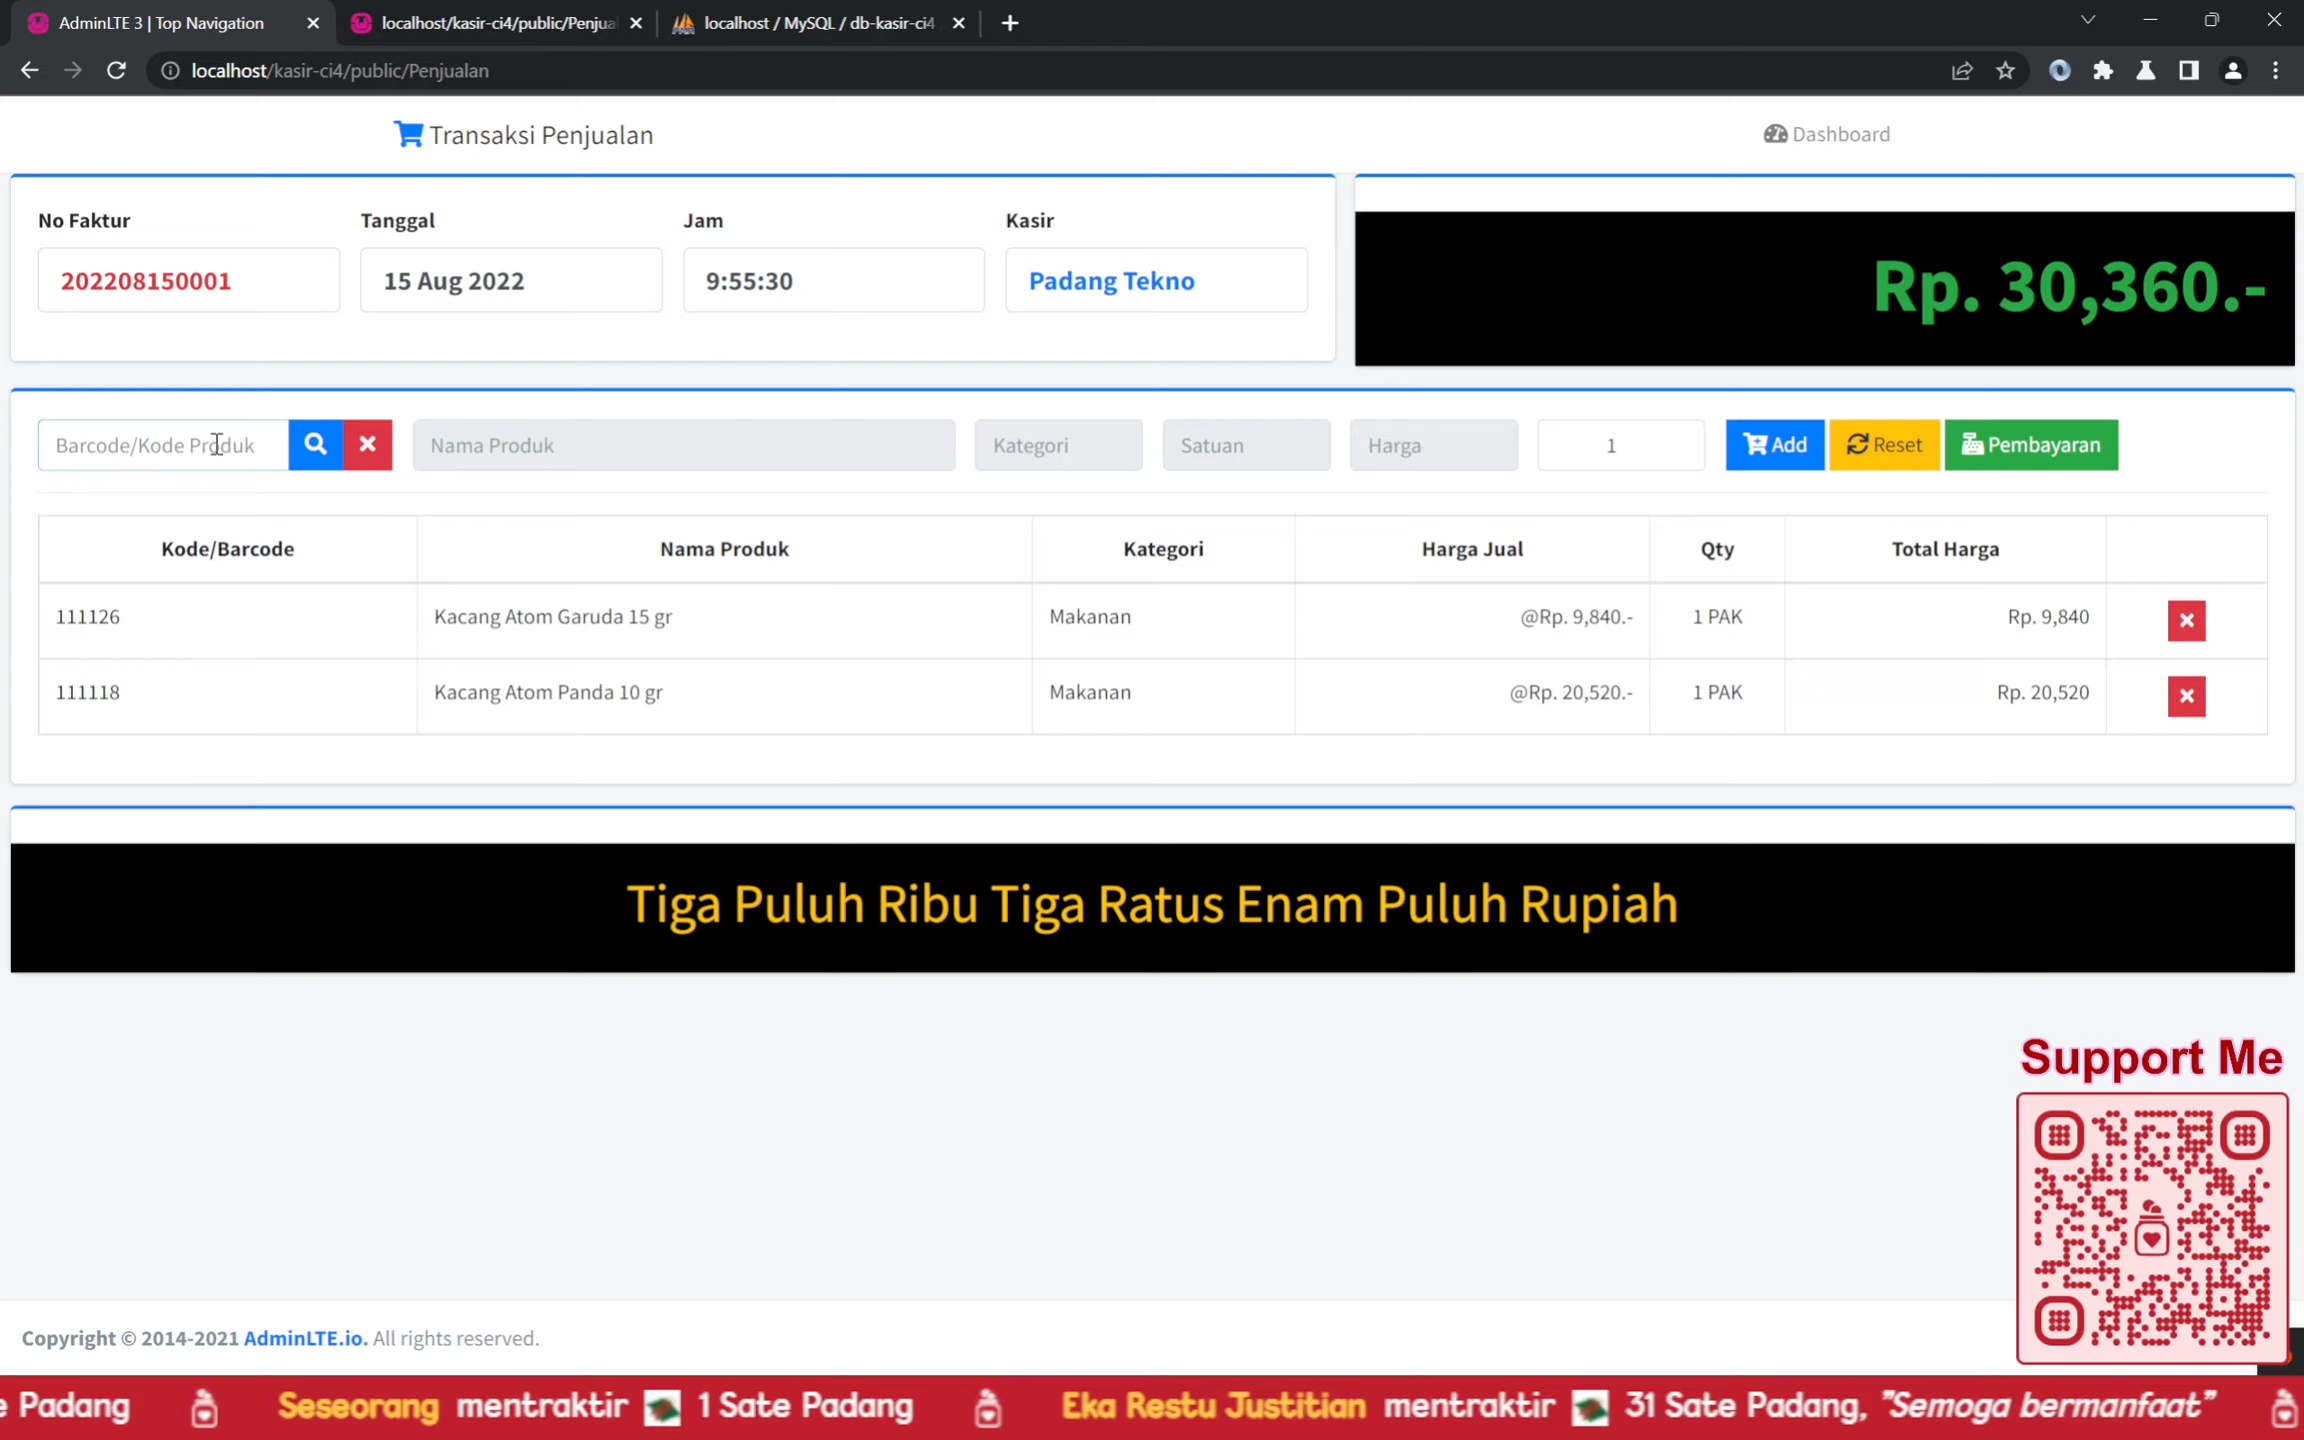 AdminLTE 3 | Top Navigation
localhost/kasir-ci4/public/Penjua
localhost / MySQL / db-kasir-ci4
localhost/kasir-ci4/public/Penjualan
Transaksi Penjualan
Dashboard
No Faktur
Tanggal
Jam
Kasir
202208150001
15 Aug 2022
9:55:30
Padang Tekno
Rp. 30,360.-
Barcode/Kode Produk
Nama Produk
Kategori
Satuan
Harga
1
Add
Reset
Pembayaran
Kode/Barcode
Nama Produk
Kategori
Harga Jual
Qty
Total Harga
111126
Kacang Atom Garuda 15 gr
Makanan
@Rp. 9,840.-
1 PAK
Rp. 9,840
111118
Kacang Atom Panda 10 gr
Makanan
@Rp. 20,520.-
1 PAK
Rp. 20,520
Tiga Puluh Ribu Tiga Ratus Enam Puluh Rupiah
Support Me
Copyright © 2014-2021 AdminLTE.io. All rights reserved.
e Padang
Seseorang mentraktir 1 Sate Padang
Eka Restu Justitian mentraktir 31 Sate Padang, "Semoga bermanfaat"